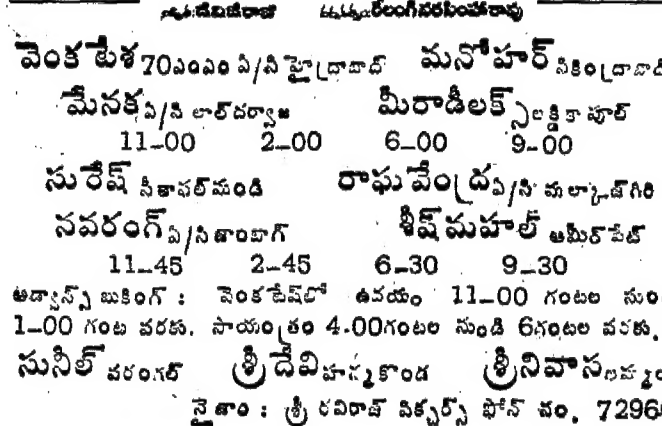 వెంకటేశ 70ఎంఎం ఏ/సి హైద్రాబాద్ మనోహర్ సికింద్రాబాద్
మేనక ఏ/సి లాల్‌దర్వాజ మీరాడీలక్స్ లక్డికాపూల్
11-00 2-00 6-00 9-00
సురేష్ సీతాఫల్‌మండి రాఘవేంద్ర ఏ/సి మల్కాజ్‌గిరి
నవరంగ్ ఏ/సి జాంబాగ్ శీష్‌మహల్ అమీర్‌పేట్
11-45 2-45 6-30 9-30
అడ్వాన్స్ బుకింగ్ : వెంకటేష్‌లో ఉదయం 11-00 గంటల నుం
1-00 గంట వరకు. సాయంత్రం 4.00గంటల నుండి 6గంటల వరకు.
సునీల్ వరంగల్ శ్రీదేవి హన్మకొండ శ్రీనివాస
నైజాం : శ్రీ రవిరాజ్ పిక్చర్స్ ఫోన్ నం. 7296